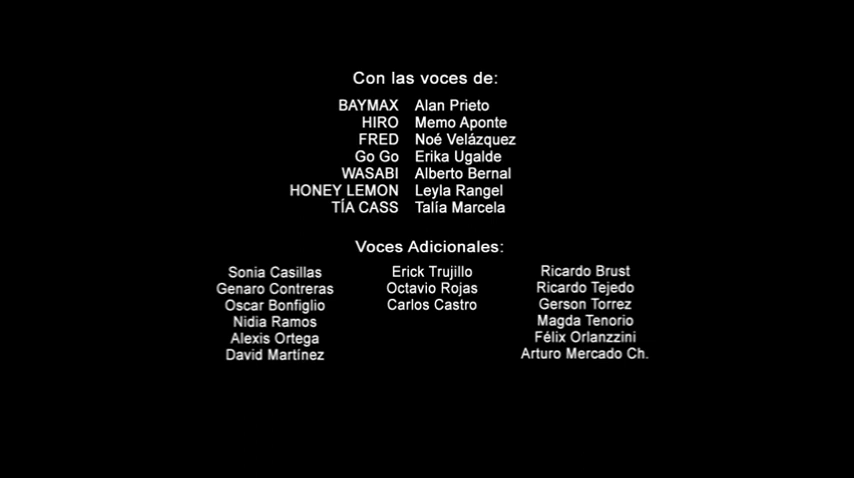 Con las voces de:
BAYMAX Alan Prieto
HIRO Memo Aponte
FRED Noé Velázquez
Go Go Erika Ugalde
WASABI Alberto Bernal
HONEY LEMON Leyla Rangel
TÍA CASS Talía Marcela
Voces Adicionales:
Sonia Casillas
Genaro Contreras
Oscar Bonfiglio
Nidia Ramos
Alexis Ortega
David Martínez
Erick Trujillo
Octavio Rojas
Carlos Castro
Ricardo Brust
Ricardo Tejedo
Gerson Torrez
Magda Tenorio
Félix Orlanzzini
Arturo Mercado Ch.